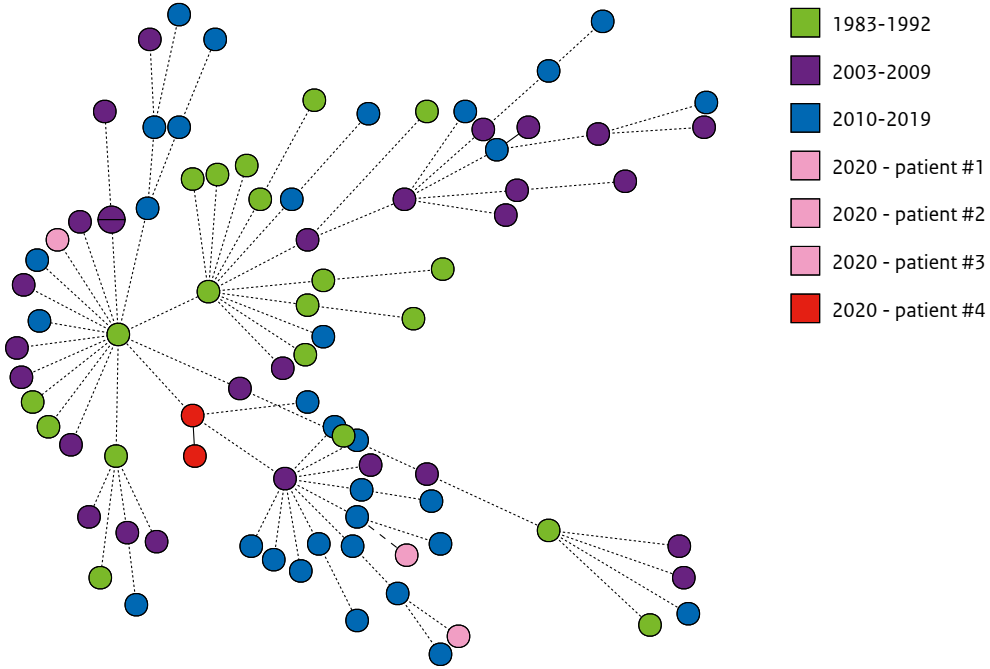 1983-1992
2003-2009
2010-2019
2020 - patient #1
2020 - patient #2
2020 - patient #3
2020 - patient #4